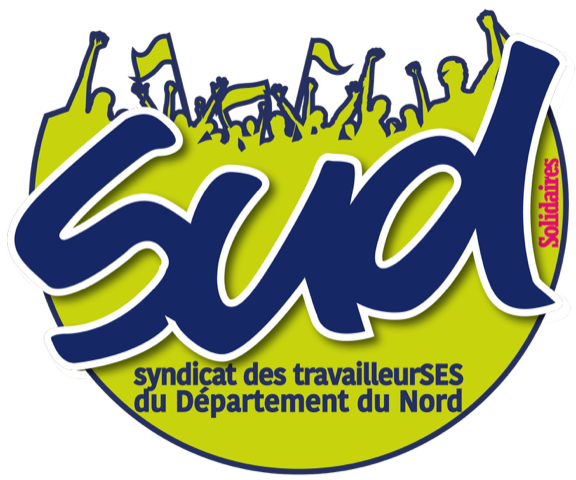 sud
Solidaires
syndicat des travailleurSES
du Département du Nord